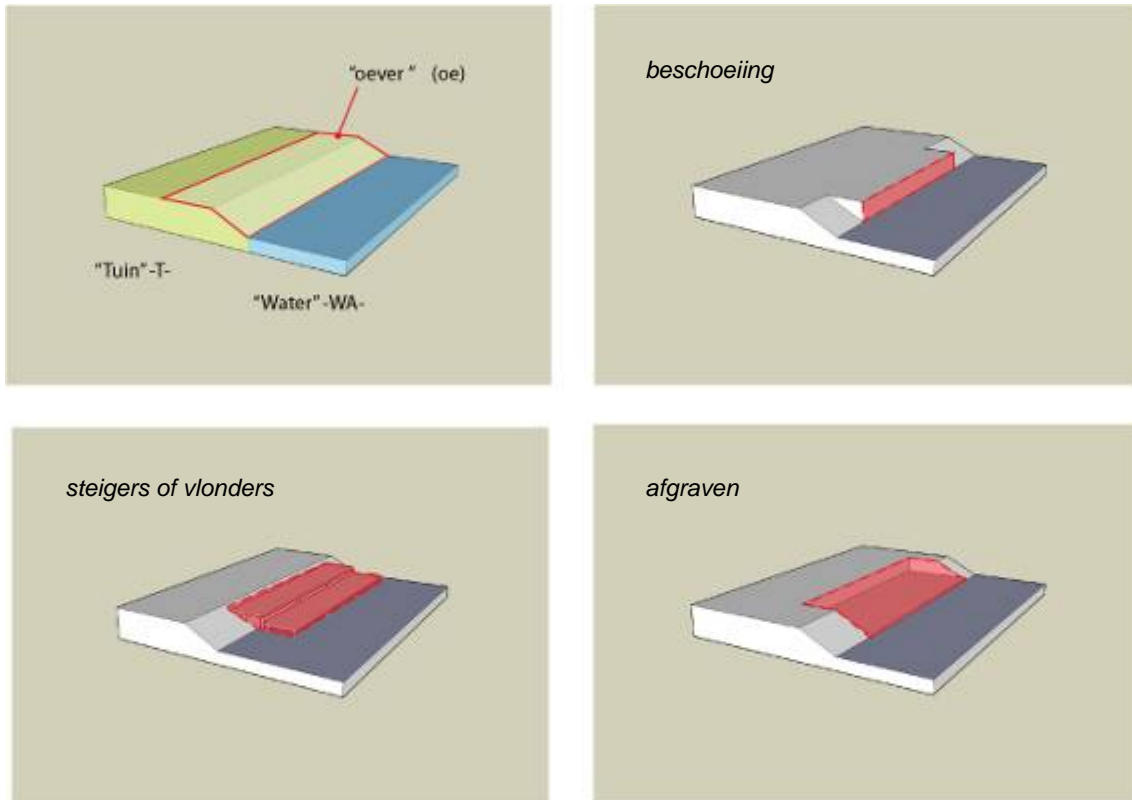 "oever " (oe)
"Tuin"-T-
"Water"-WA-
beschoeiing
steigers of vlonders
afgraven